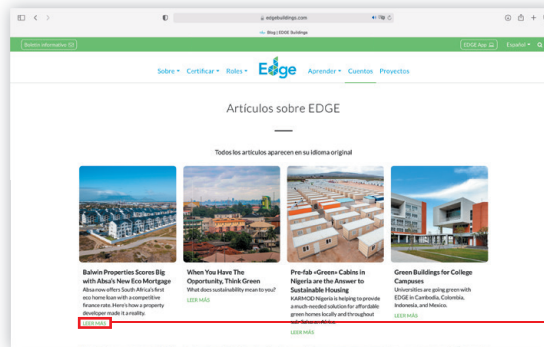 edgebuildings.com
Blog | EDGE Buildings
Boletín informativo
EDGE App
Español
Sobre
Certificar
Roles
Edge
Aprender
Cuentos
Proyectos
Artículos sobre EDGE
Todos los artículos aparecen en su idioma original
Balwin Properties Scores Big
with Absa's New Eco Mortgage
Absa now offers South Africa's first
eco home loan with a competitive
finance rate. Here's how a property
developer made it a reality.
LEER MÁS
When You Have The
Opportunity, Think Green
What does sustainability mean to you?
LEER MÁS
Pre-fab «Green» Cabins in
Nigeria are the Answer to
Sustainable Housing
KARMOD Nigeria is helping to provide
a much-needed solution for affordable
green homes locally and throughout
sub-Saharan Africa.
LEER MÁS
Green Buildings for College
Campuses
Universities are going green with
EDGE in Cambodia, Colombia,
Indonesia, and Mexico.
LEER MÁS